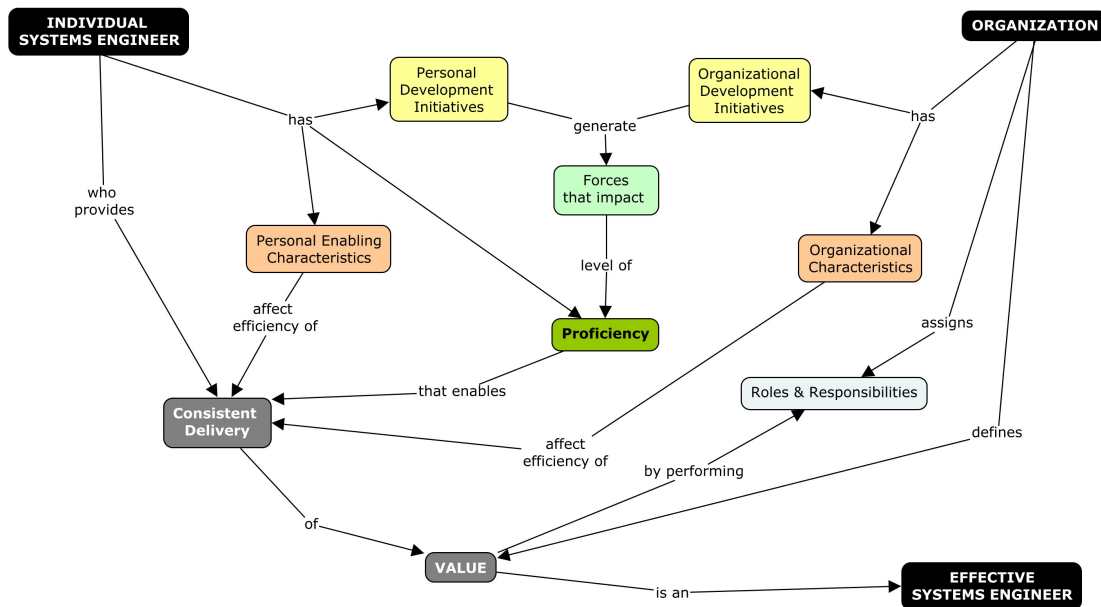 INDIVIDUAL
SYSTEMS ENGINEER
ORGANIZATION
Personal
Development
Initiatives
Organizational
Development
Initiatives
has
generate
has
Forces
that impact
who
provides
Personal Enabling
Characteristics
Organizational
Characteristics
level of
affect
efficiency of
Proficiency
assigns
that enables
Roles & Responsibilities
Consistent
Delivery
affect
efficiency of
defines
by performing
of
VALUE
is an
EFFECTIVE
SYSTEMS ENGINEER